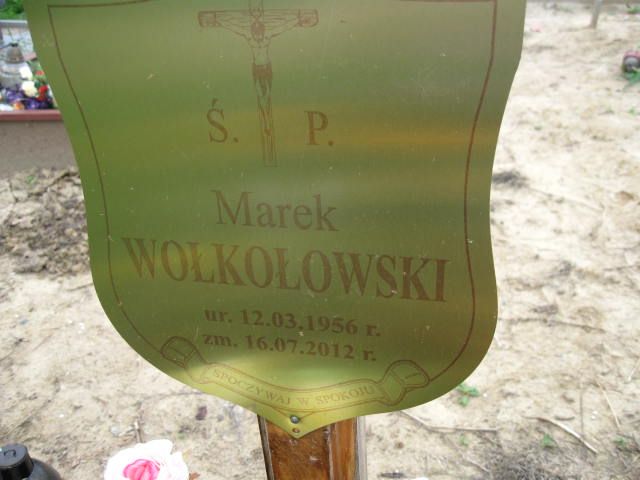 Ś. P.
Marek
WOŁKOŁOWSKI
ur. 12.03.1956 r.
zm. 16.07.2012 r.
SPOCZYWAJ W SPOKOJU